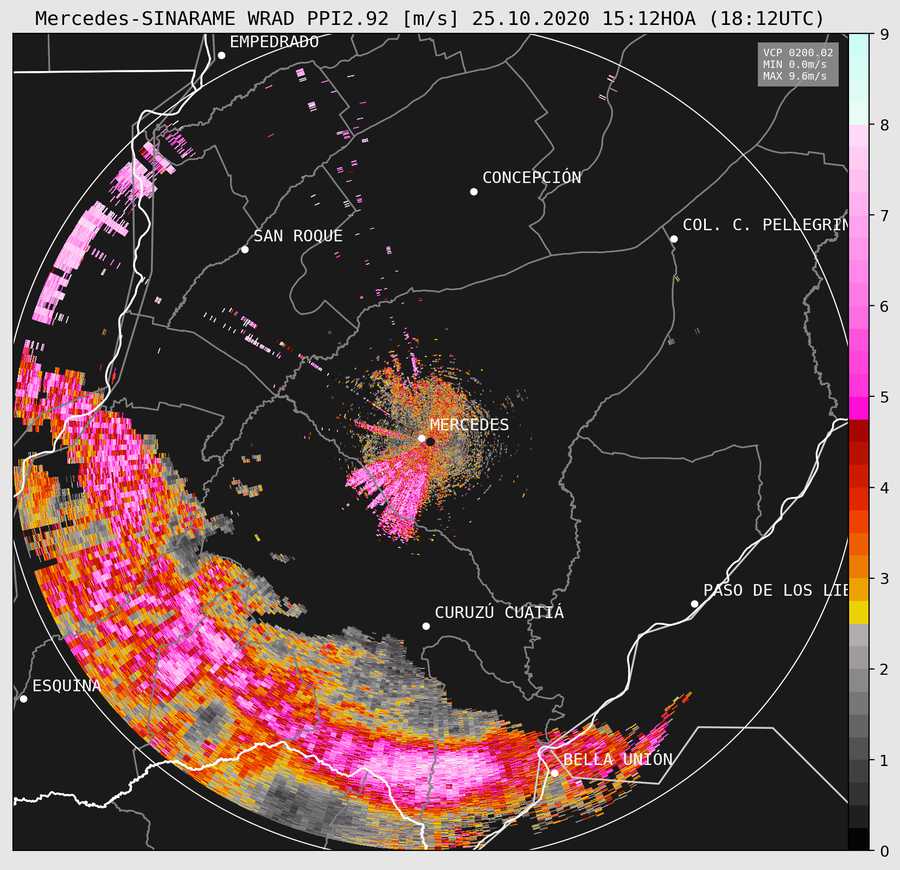 Mercedes-SINARAME WRAD PPI2.92 [m/s] 25.10.2020 15:12HOA (18:12UTC)
EMPEDRADO
VCP 0200.02
MIN 0.0m/s
MAX 9.6m/s
CONCEPCIÓN
COL. C. PELLEGRIN
SAN ROQUE
MERCEDES
PASO DE LOS LIB
CURUZÚ CUATIÁ
ESQUINA
BELLA UNIÓN
9
8
7
6
5
4
3
2
1
0